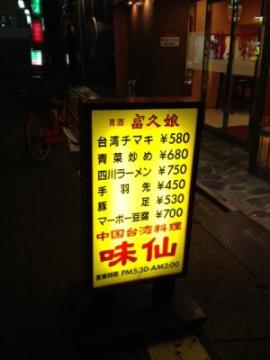 清酒 富久娘
台湾チマキ ¥580
青菜炒め ¥680
四川ラーメン ¥750
手羽先 ¥450
豚足 ¥530
マーボー豆腐 ¥700
中国台湾料理
味仙
営業時間 PM5:30-AM2:00